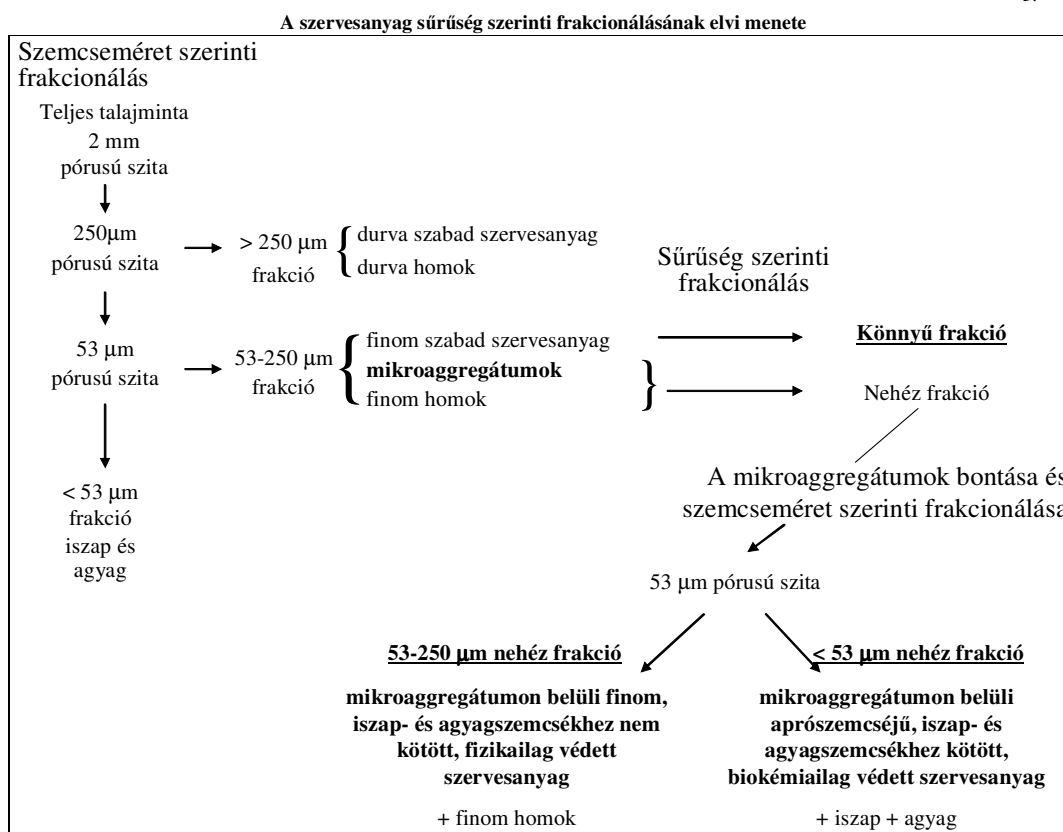 A szervesanyag sűrűség szerinti frakcionálásának elvi menete
Szemcseméret szerinti
frakcionálás
Teljes talajminta
2 mm
pórusú szita
250μm
pórusú szita
> 250 μm
frakció
durva szabad szervesanyag
durva homok
Sűrűség szerinti
frakcionálás
53 μm
pórusú szita
53-250 μm
frakció
finom szabad szervesanyag
mikroaggregátumok
finom homok
Könnyű frakció
Nehéz frakció
< 53 μm
frakció
iszap és
agyag
A mikroaggregátumok bontása és
szemcseméret szerinti frakcionálása
53 μm pórusú szita
53-250 μm nehéz frakció
mikroaggregátumon belüli finom,
iszap- és agyagszemcsékhez nem
kötött, fizikailag védett
szervesanyag
+ finom homok
< 53 μm nehéz frakció
mikroaggregátumon belüli
aprószemcséjű, iszap- és
agyagszemcsékhez kötött,
biokémiailag védett szervesanyag
+ iszap + agyag